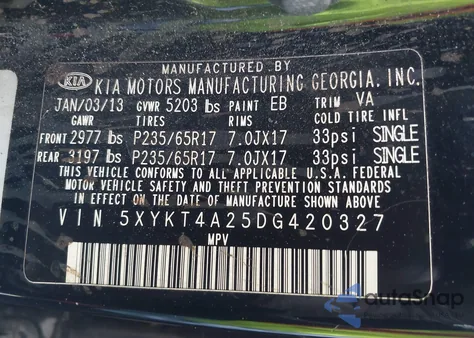 MANUFACTURED BY
KIA KIA MOTORS MANUFACTURING GEORGIA, INC.
JAN/03/13 GVWR 5203 lbs PAINT EB TRIM VA
GAWR TIRES RIMS COLD TIRE INFL
FRONT 2977 lbs P235/65R17 7.0JX17 33psi SINGLE
REAR 3197 lbs P235/65R17 7.0JX17 33psi SINGLE
THIS VEHICLE CONFORMS TO ALL APPLICABLE U.S.A. FEDERAL
MOTOR VEHICLE SAFETY AND THEFT PREVENTION STANDARDS
IN EFFECT ON THE DATE OF MANUFACTURE SHOWN ABOVE.
VIN 5XYKT4A25DG420327
MPV
autoSnap